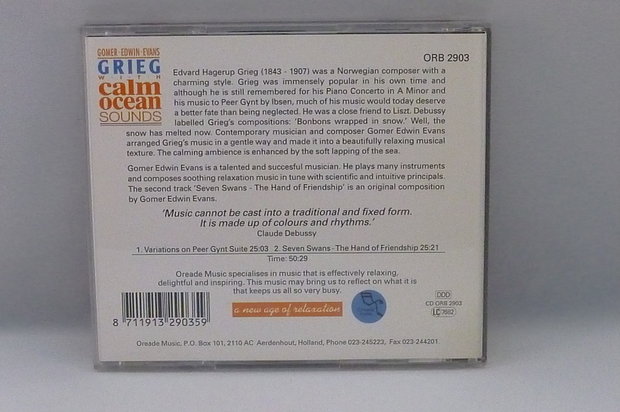 GOMER·EDWIN·EVANS
GRIEG
WITH
calm
ocean
SOUNDS
ORB 2903
Edvard Hagerup Grieg (1843 - 1907) was a Norwegian composer with a
charming style. Grieg was immensely popular in his own time and
although he is still remembered for his Piano Concerto in A Minor and
his music to Peer Gynt by Ibsen, much of his music would today deserve
a better fate than being neglected. He was a close friend to Liszt. Debussy
labelled Grieg's compositions: 'Bonbons wrapped in snow.' Well, the
snow has melted now. Contemporary musician and composer Gomer Edwin Evans
arranged Grieg's music in a gentle way and made it into a beautifully relaxing musical
texture. The calming ambience is enhanced by the soft lapping of the sea.
Gomer Edwin Evans is a talented and succesful musician. He plays many instruments
and composes soothing relaxation music in tune with scientific and intuitive principals.
The second track 'Seven Swans - The Hand of Friendship' is an original composition
by Gomer Edwin Evans.
'Music cannot be cast into a traditional and fixed form.
It is made up of colours and rhythms.'
Claude Debussy
1. Variations on Peer Gynt Suite 25:03 2. Seven Swans - The Hand of Friendship 25:21
Time: 50:29
Oreade Music specialises in music that is effectively relaxing,
delightful and inspiring. This music may bring us to reflect on what it is
that keeps us all so very busy.
8 711913 290359
a new age of relaxation
DDD
CD ORB 2903
LC 7662
Oreade Music, P.O. Box 101, 2110 AC Aerdenhout, Holland, Phone 023-245223, Fax 023-244201